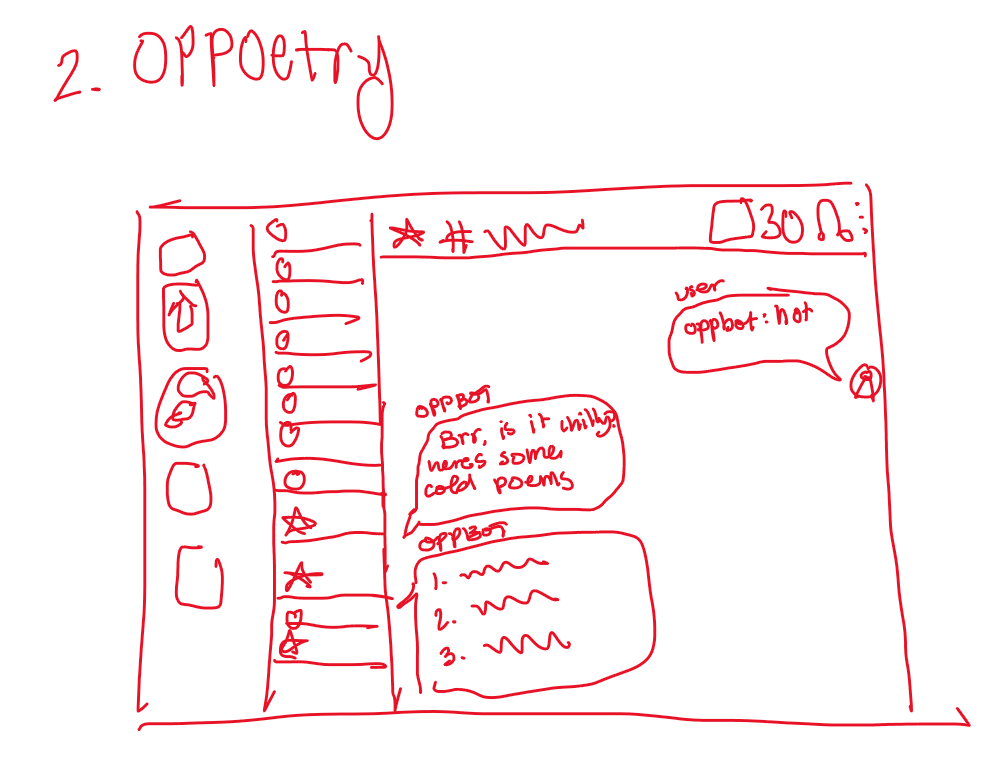 2. OPPOetry
# 30
user
oppbot: hot
OPPBOT
Brr, is it chilly?
heres some
cold poems
OPPBOT
1.
2.
3.